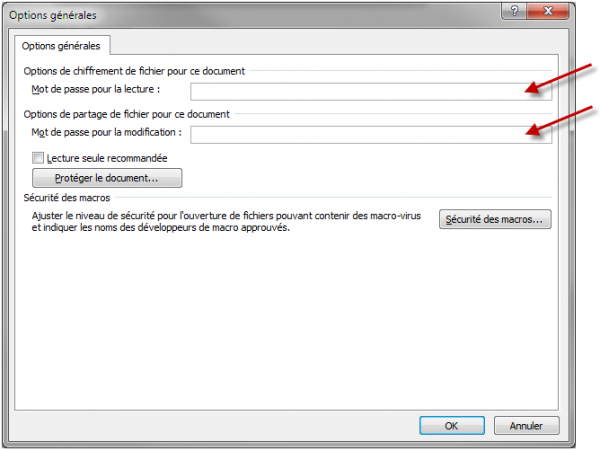 Options générales
Options générales
Options de chiffrement de fichier pour ce document
Mot de passe pour la lecture :
Options de partage de fichier pour ce document
Mot de passe pour la modification :
Lecture seule recommandée
Protéger le document...
Sécurité des macros
Ajuster le niveau de sécurité pour l'ouverture de fichiers pouvant contenir des macro-virus
et indiquer les noms des développeurs de macro approuvés.
Sécurité des macros...
OK
Annuler